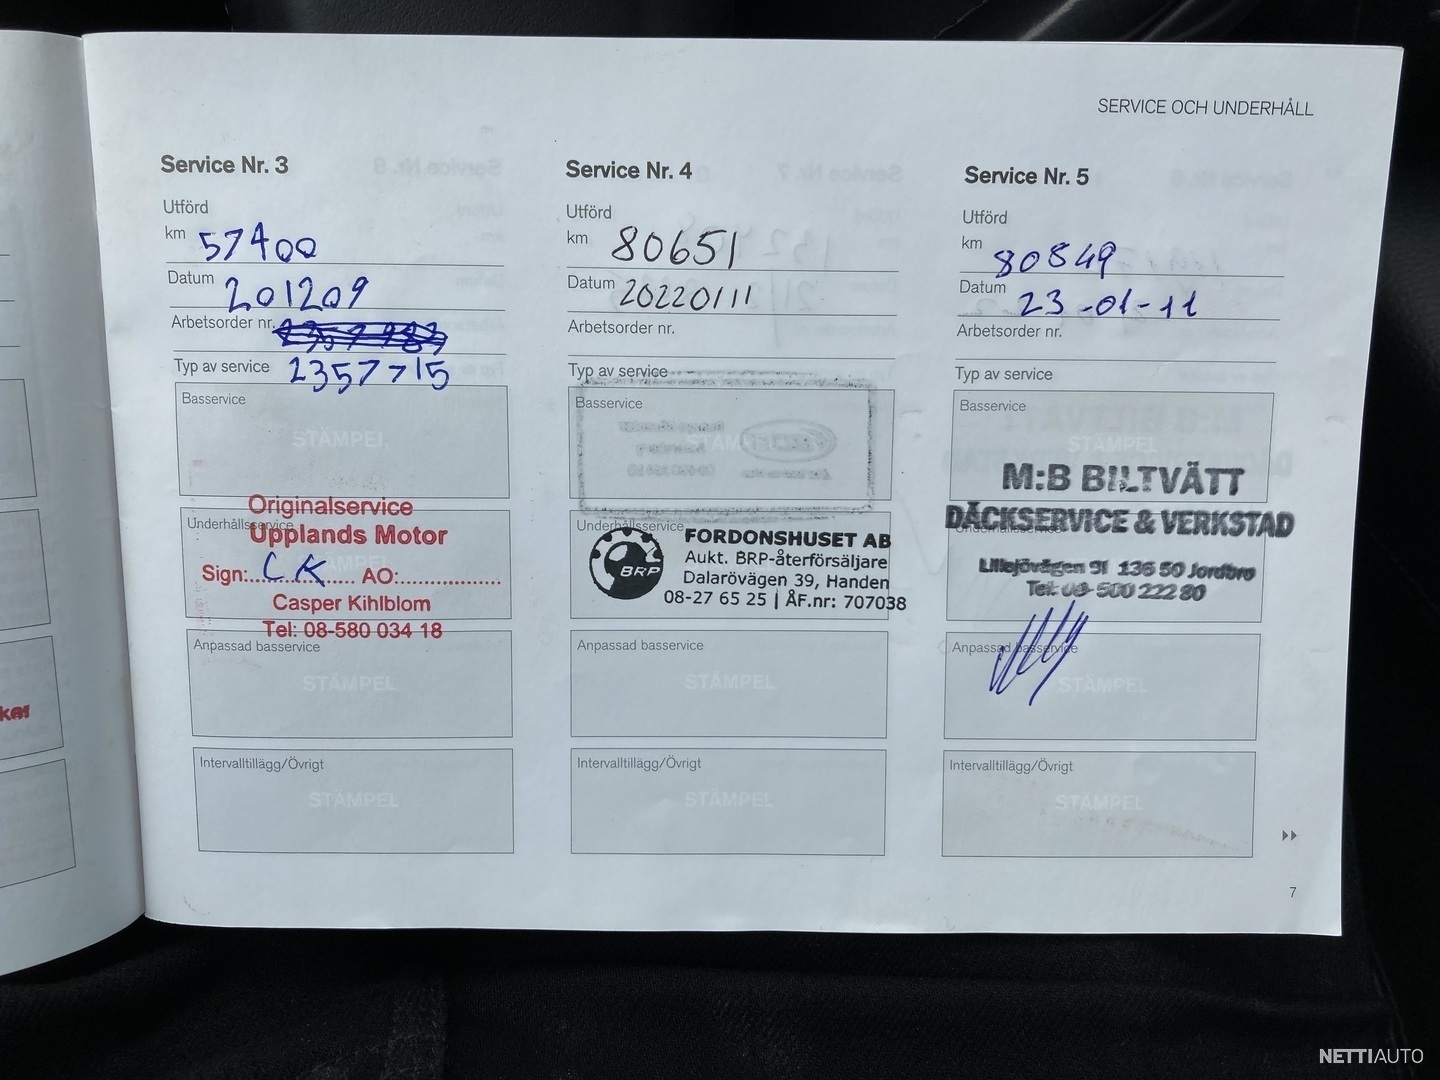 SERVICE OCH UNDERHÅLL
Service Nr. 3
Utförd
km 57400
Datum 201209
Arbetsorder nr.
Typ av service 2357715
Basservice
STÄMPEL
Underhållsservice
Originalservice
Upplands Motor
Sign:.... CK .... AO:................
Casper Kihlblom
Tel: 08-580 034 18
Anpassad basservice
STÄMPEL
Intervalltillägg/Övrigt
STÄMPEL
Service Nr. 4
Utförd
km 80651
Datum 20220111
Arbetsorder nr.
Typ av service
Basservice
STÄMPEL
Underhållsservice
BRP
FORDONSHUSET AB
Aukt. BRP-återförsäljare
Dalarövägen 39, Handen
08-27 65 25 | ÅF.nr: 707038
Anpassad basservice
STÄMPEL
Intervalltillägg/Övrigt
STÄMPEL
Service Nr. 5
Utförd
km 80849
Datum 23-01-11
Arbetsorder nr.
Typ av service
Basservice
STÄMPEL
M:B BILTVÄTT
DÄCKSERVICE & VERKSTAD
Underhållsservice
Lillsjövägen 91 136 50 Jordbro
Tel: 08-500 222 80
Anpassad basservice
STÄMPEL
Intervalltillägg/Övrigt
STÄMPEL
7
NETTIAUTO